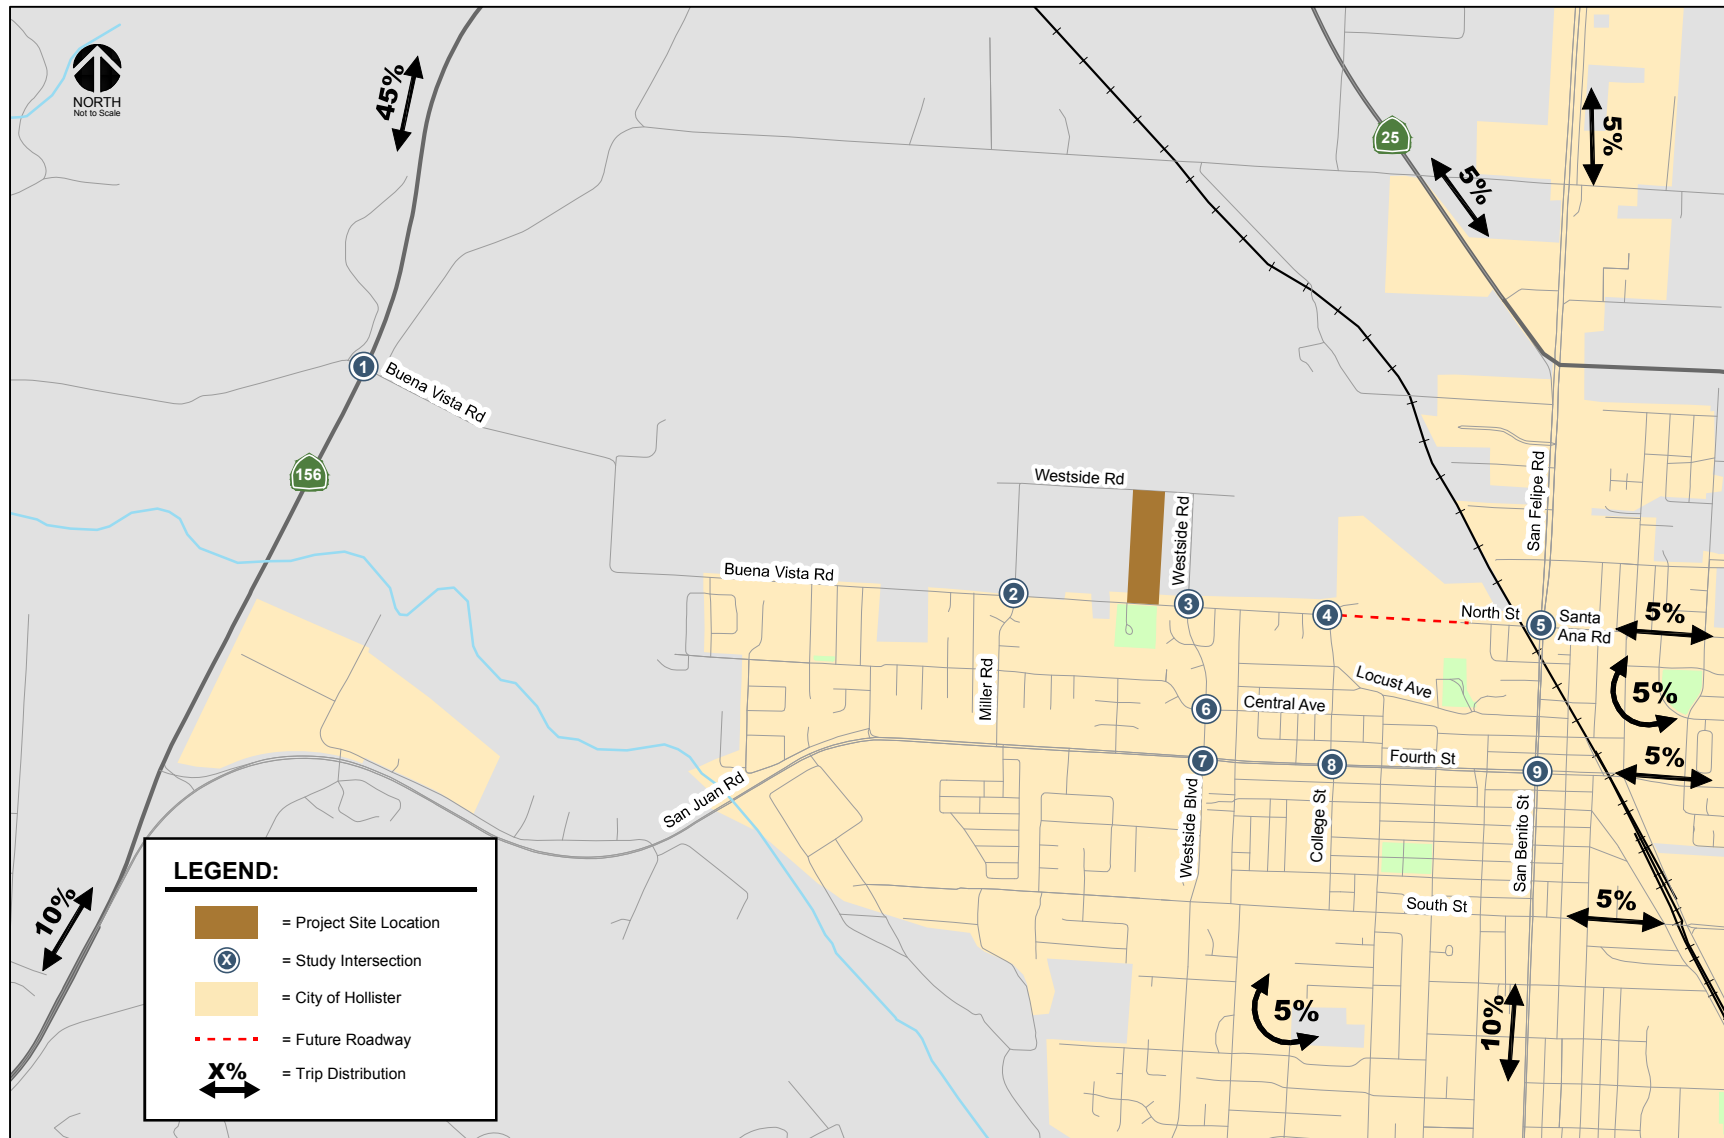 NORTH
Not to Scale
45%
25
5%
5%
1
Buena Vista Rd
156
Westside Rd
Westside Rd
San Felipe Rd
Buena Vista Rd
2
3
4
North St
5
Santa
Ana Rd
5%
Miller Rd
Locust Ave
5%
6
Central Ave
7
8
Fourth St
9
5%
San Juan Rd
Westside Blvd
College St
San Benito St
South St
5%
10%
5%
10%
LEGEND:
= Project Site Location
X
= Study Intersection
= City of Hollister
= Future Roadway
X%
= Trip Distribution